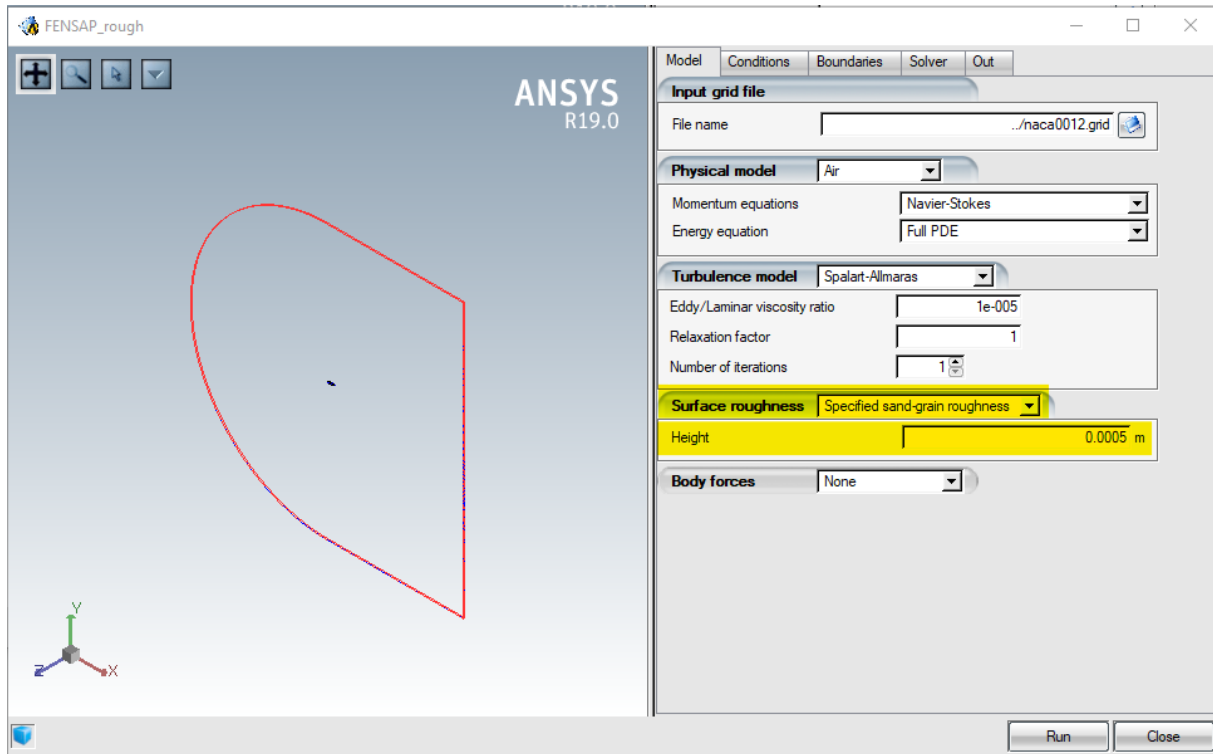 FENSAP_rough
ANSYS
R19.0
Model Conditions Boundaries Solver Out
Input grid file
File name ../naca0012.grid
Physical model Air
Momentum equations Navier-Stokes
Energy equation Full PDE
Turbulence model Spalart-Allmaras
Eddy/Laminar viscosity ratio 1e-005
Relaxation factor 1
Number of iterations 1
Surface roughness Specified sand-grain roughness
Height 0.0005 m
Body forces None
Y
Z X
Run Close